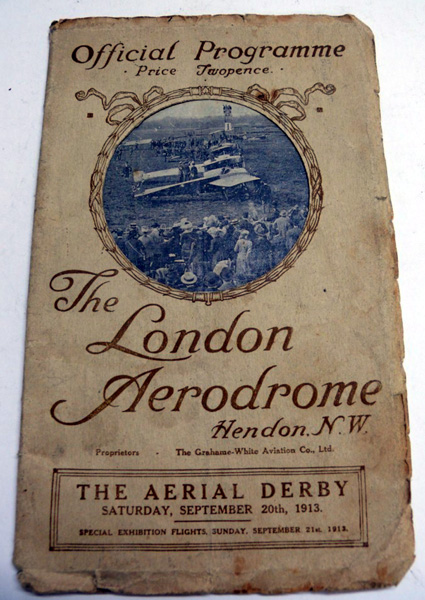 Official Programme
· Price Twopence. ·
The
London
Aerodrome
Hendon. N.W.
Proprietors - The Grahame-White Aviation Co., Ltd.
THE AERIAL DERBY
SATURDAY, SEPTEMBER 20th, 1913.
SPECIAL EXHIBITION FLIGHTS, SUNDAY, SEPTEMBER 21st, 1913.